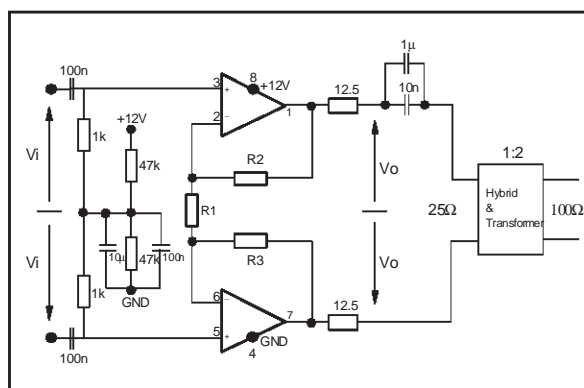 100n
8
+12V
3
+
1
2
−
12.5
1μ
10n
+12V
1k
47k
Vi
R2
R1
Vo
1:2
Hybrid
&
Transformer
25Ω
100Ω
10μ
47k
100n
R3
Vi
1k
GND
Vo
6
−
7
12.5
5
+
GND
4
100n